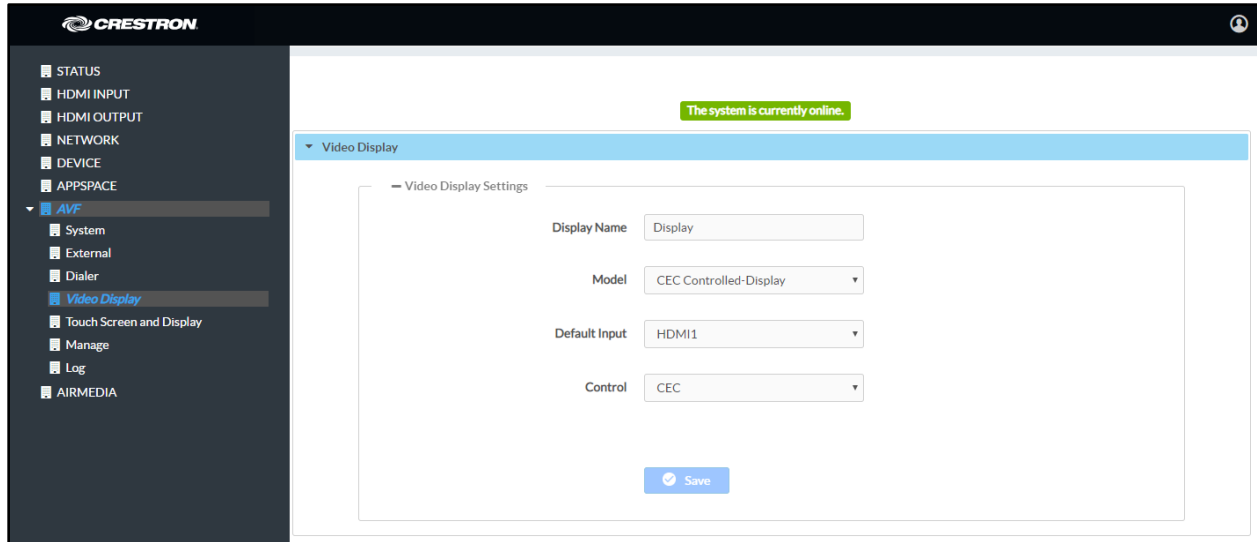 CRESTRON
STATUS
HDMI INPUT
HDMI OUTPUT
NETWORK
DEVICE
APPSPACE
AVF
System
External
Dialer
Video Display
Touch Screen and Display
Manage
Log
AIRMEDIA
The system is currently online.
Video Display
Video Display Settings
Display Name Display
Model CEC Controlled-Display
Default Input HDMI1
Control CEC
Save